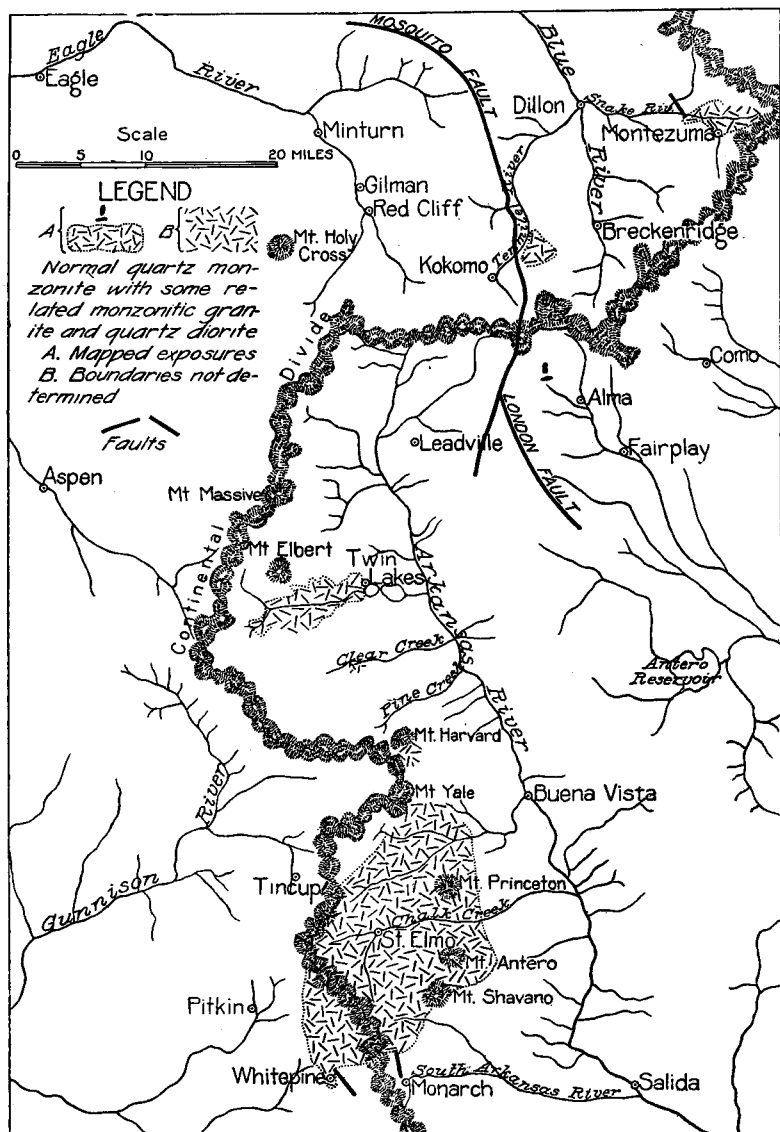 Eagle
River
Eagle
MOSQUITO
FAULT
Blue
Dillon
Snake Riv.
Montezuma
Minturn
Scale
0 5 10 20 MILES
Gilman
Red Cliff
River
River
Breckenridge
LEGEND
A B
Normal quartz mon-
zonite with some re-
lated monzonitic gran-
ite and quartz diorite
A. Mapped exposures
B. Boundaries not de-
termined
Faults
Mt. Holy
Cross
Kokomo
Divide
Como
Alma
Leadville
LONDON FAULT
Fairplay
Aspen
Mt Massive
Mt Elbert
Twin
Lakes
Continental
Arkansas
River
Clear Creek
Pine Creek
Antero
Reservoir
Mt. Harvard
Mt Yale
Buena Vista
River
Gunnison
Tincup
Mt. Princeton
Chalk Creek
St. Elmo
Mt. Antero
Mt. Shavano
Pitkin
Whitepine
Monarch
South Arkansas River
Salida